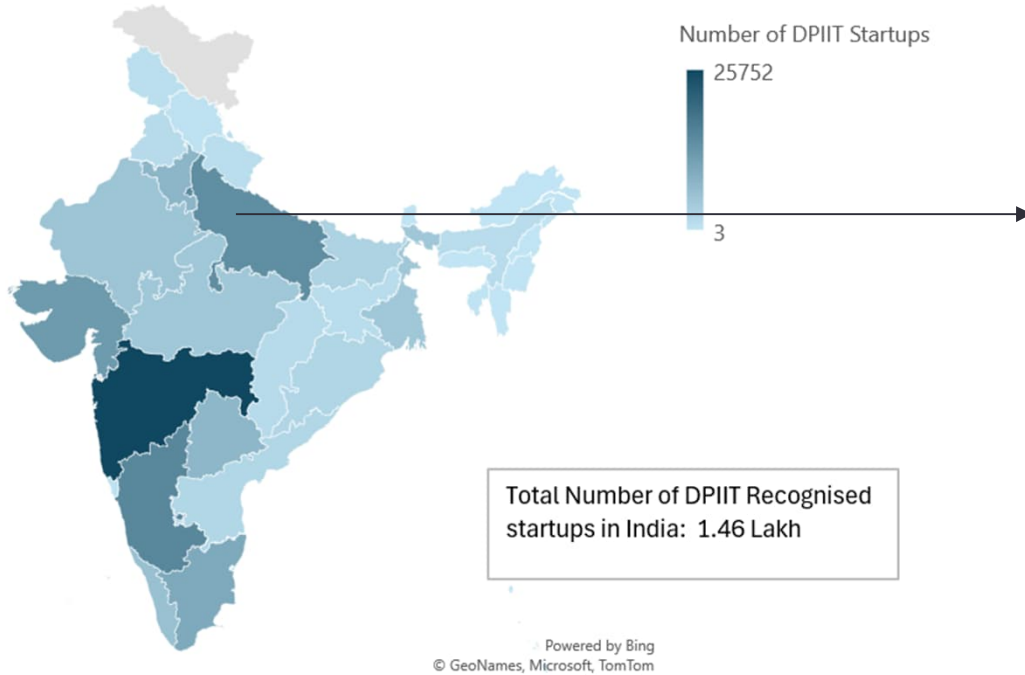 Number of DPIIT Startups
25752
3
Total Number of DPIIT Recognised
startups in India:  1.46 Lakh
Powered by Bing
© GeoNames, Microsoft, TomTom